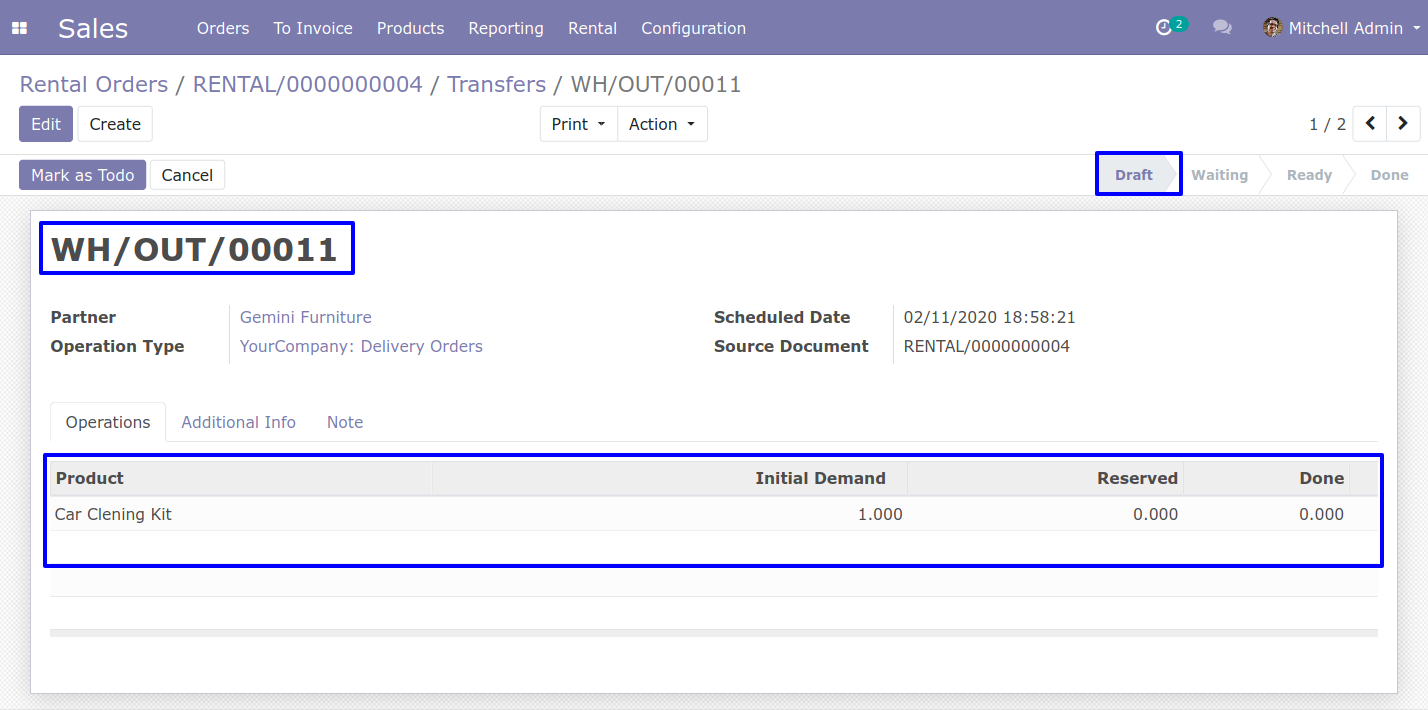 Sales Orders To Invoice Products Reporting Rental Configuration 2 Mitchell Admin
Rental Orders / RENTAL/0000000004 / Transfers / WH/OUT/00011
Edit Create Print Action 1 / 2
Mark as Todo Cancel Draft Waiting Ready Done
WH/OUT/00011
Partner Gemini Furniture Scheduled Date 02/11/2020 18:58:21
Operation Type YourCompany: Delivery Orders Source Document RENTAL/0000000004
Operations Additional Info Note
Product Initial Demand Reserved Done
Car Clening Kit 1.000 0.000 0.000